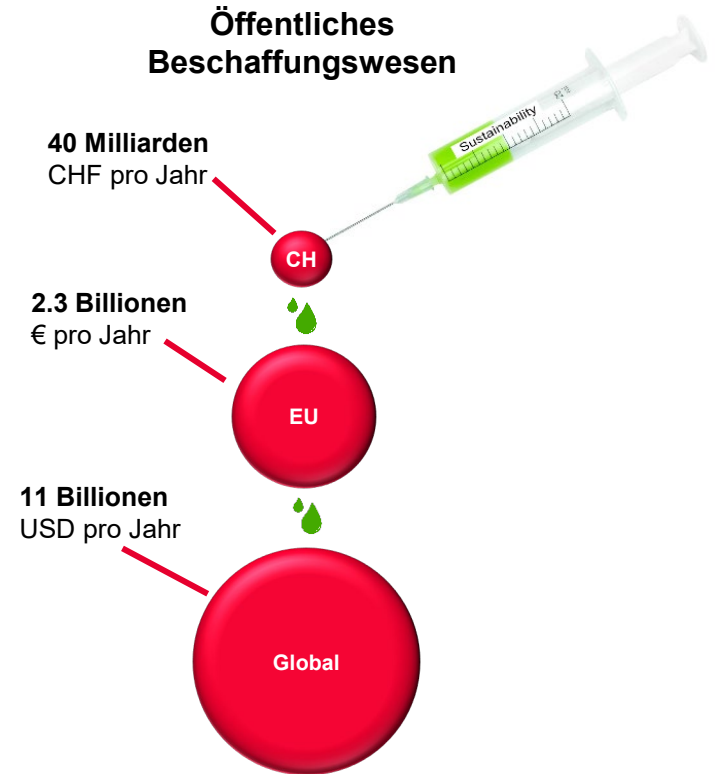 Öffentliches
Beschaffungswesen
Sustainability
40 Milliarden
CHF pro Jahr
CH
2.3 Billionen
€ pro Jahr
EU
11 Billionen
USD pro Jahr
Global